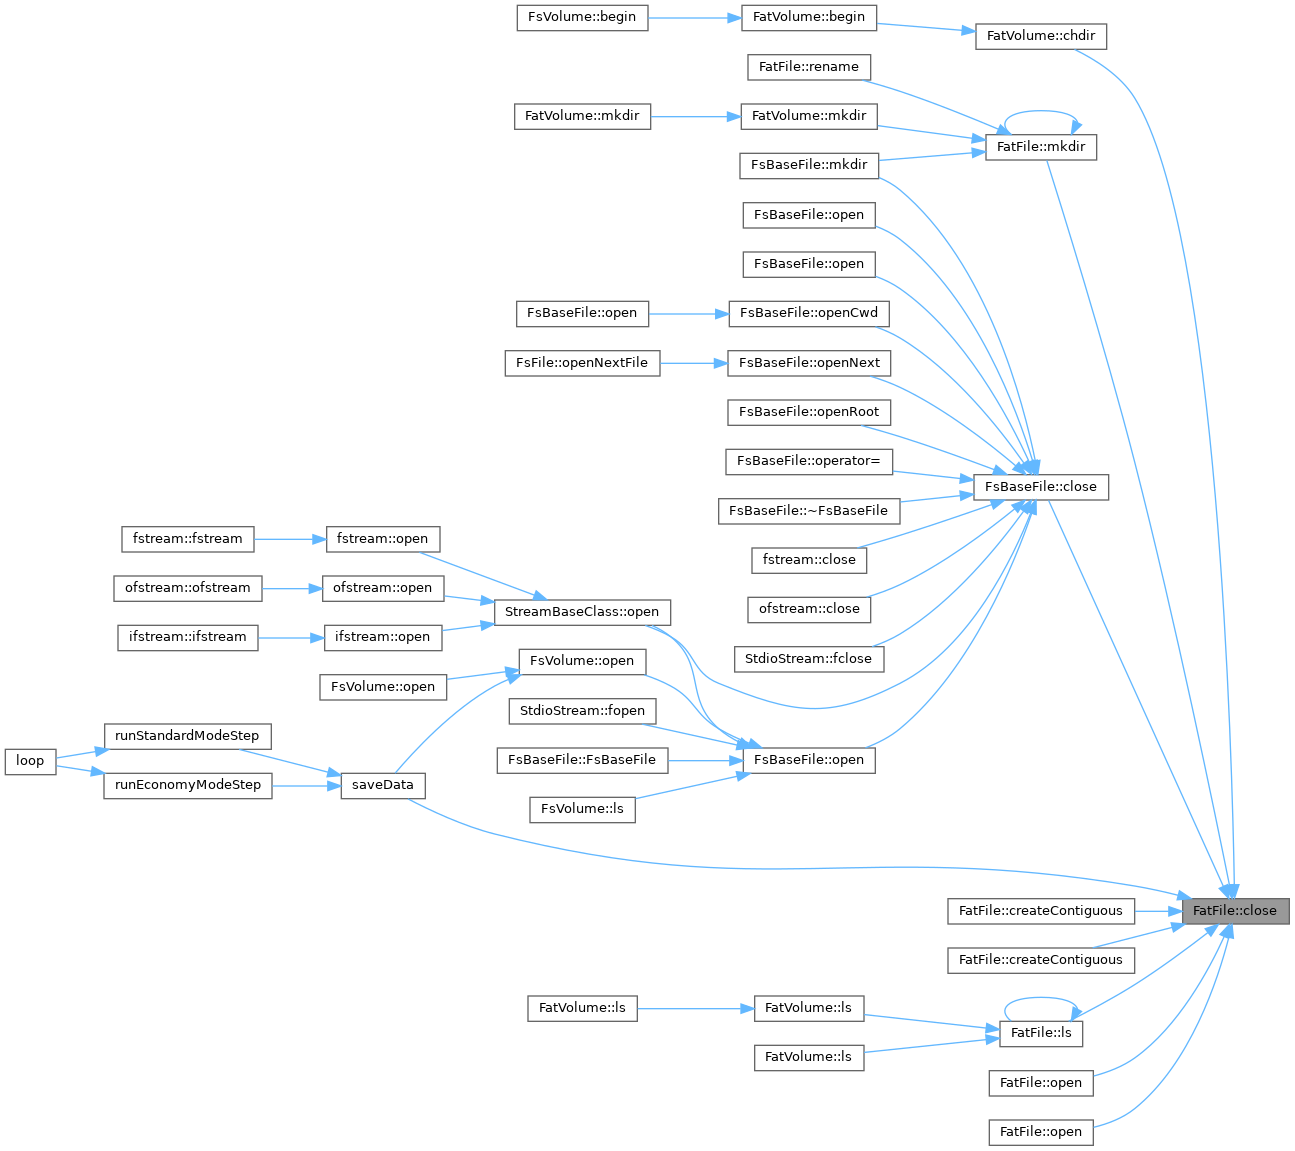 FsVolume::begin
FatVolume::begin
FatVolume::chdir
FatFile::rename
FatVolume::mkdir
FatVolume::mkdir
FatFile::mkdir
FsBaseFile::mkdir
FsBaseFile::open
FsBaseFile::open
FsBaseFile::open
FsBaseFile::openCwd
FsFile::openNextFile
FsBaseFile::openNext
FsBaseFile::openRoot
FsBaseFile::operator=
FsBaseFile::close
FsBaseFile::~FsBaseFile
fstream::fstream
fstream::open
fstream::close
ofstream::ofstream
ofstream::open
StreamBaseClass::open
ofstream::close
ifstream::ifstream
ifstream::open
StdioStream::fclose
FsVolume::open
FsVolume::open
StdioStream::fopen
runStandardModeStep
loop
FsBaseFile::FsBaseFile
FsBaseFile::open
runEconomyModeStep
saveData
FsVolume::ls
FatFile::createContiguous
FatFile::close
FatFile::createContiguous
FatVolume::ls
FatVolume::ls
FatFile::ls
FatVolume::ls
FatFile::open
FatFile::open